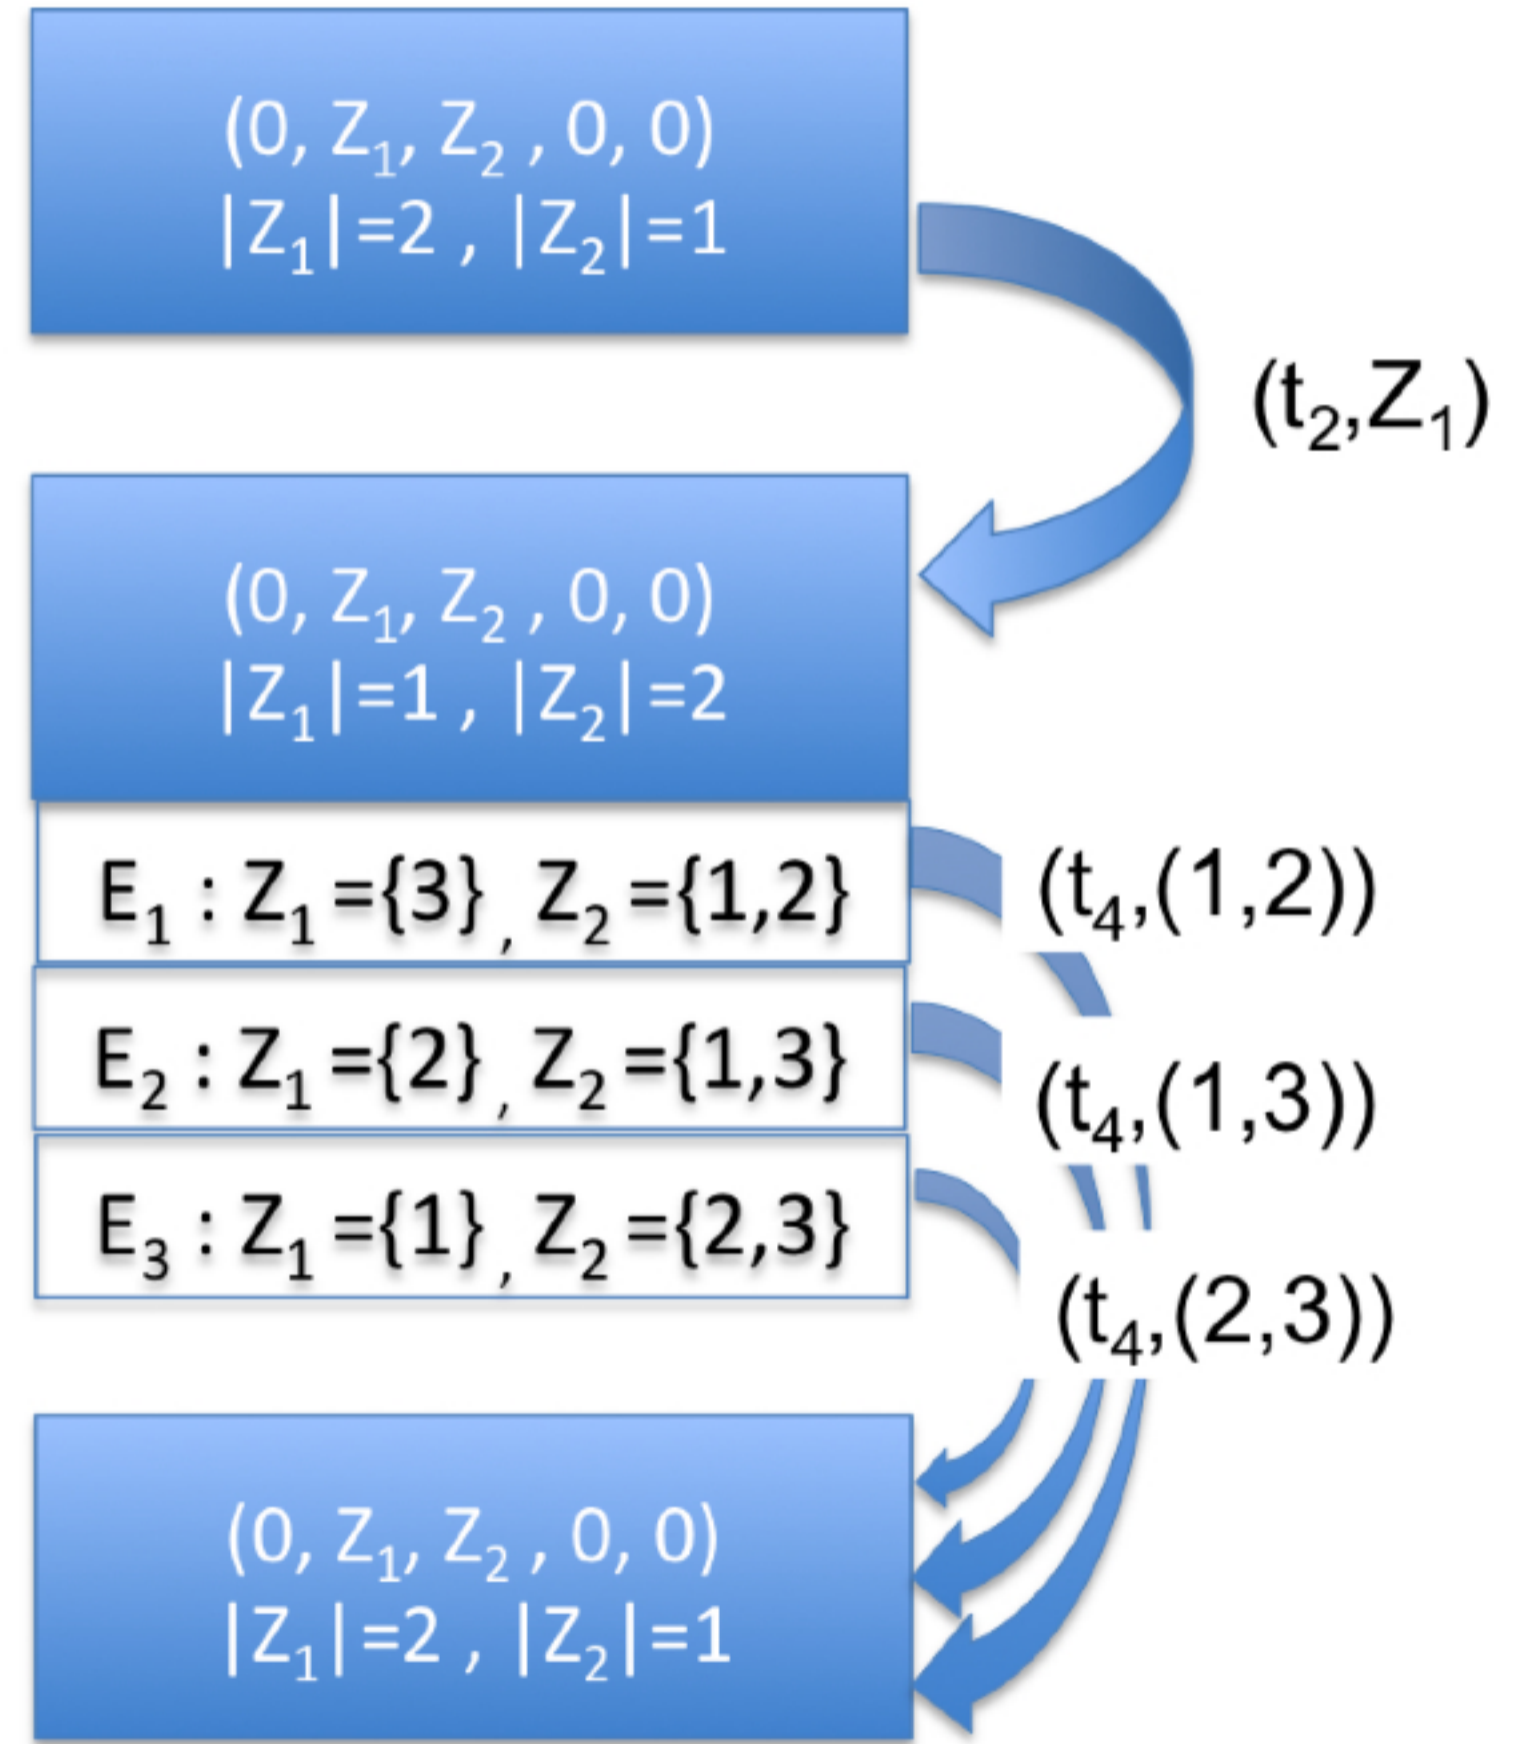 (0, Z₁, Z₂ , 0, 0)
|Z₁|=2 , |Z₂|=1
(t₂,Z₁)
(0, Z₁, Z₂ , 0, 0)
|Z₁|=1 , |Z₂|=2
E₁ : Z₁ ={3} , Z₂ ={1,2}
(t₄,(1,2))
E₂ : Z₁ ={2} , Z₂ ={1,3}
(t₄,(1,3))
E₃ : Z₁ ={1} , Z₂ ={2,3}
(t₄,(2,3))
(0, Z₁, Z₂ , 0, 0)
|Z₁|=2 , |Z₂|=1